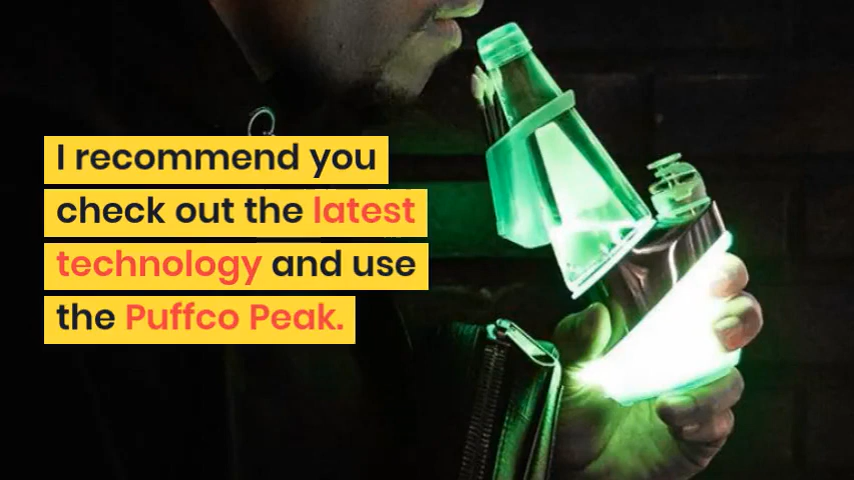 I recommend you
check out the latest
technology and use
the Puffco Peak.